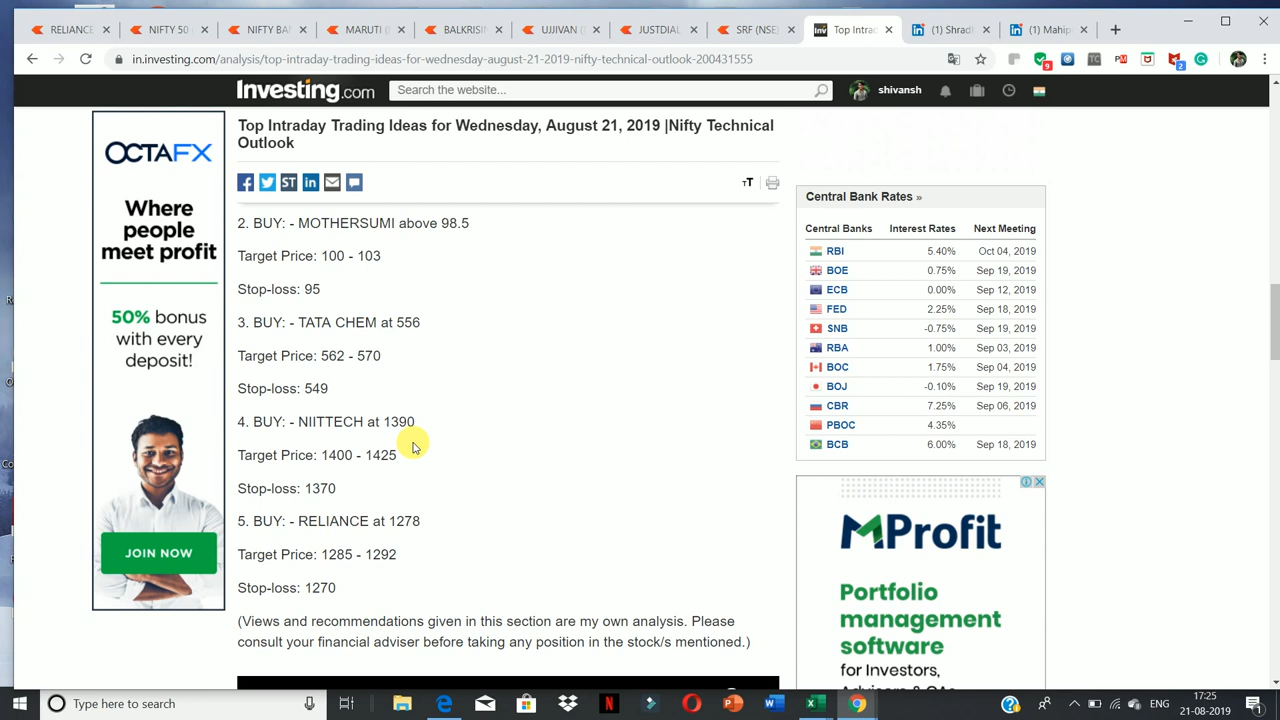 RELIANCE
NIFTY 50
NIFTY BAN
MARUTI
BALKRISIN
UJJIVAN
JUSTDIAL
SRF (NSE)
Top Intrad
(1) Shradh
(1) Mahip
in.investing.com/analysis/top-intraday-trading-ideas-for-wednesday-august-21-2019-nifty-technical-outlook-200431555
Investing.com
Search the website...
shivansh
Top Intraday Trading Ideas for Wednesday, August 21, 2019 |Nifty Technical
Outlook
OCTAFX
Where
people
meet profit
50% bonus
with every
deposit!
JOIN NOW
2. BUY: - MOTHERSUMI above 98.5
Target Price: 100 - 103
Stop-loss: 95
3. BUY: - TATA CHEM at 556
Target Price: 562 - 570
Stop-loss: 549
4. BUY: - NIITTECH at 1390
Target Price: 1400 - 1425
Stop-loss: 1370
5. BUY: - RELIANCE at 1278
Target Price: 1285 - 1292
Stop-loss: 1270
(Views and recommendations given in this section are my own analysis. Please
consult your financial adviser before taking any position in the stock/s mentioned.)
Central Bank Rates »
Central Banks Interest Rates Next Meeting
RBI 5.40% Oct 04, 2019
BOE 0.75% Sep 19, 2019
ECB 0.00% Sep 12, 2019
FED 2.25% Sep 18, 2019
SNB -0.75% Sep 19, 2019
RBA 1.00% Sep 03, 2019
BOC 1.75% Sep 04, 2019
BOJ -0.10% Sep 19, 2019
CBR 7.25% Sep 06, 2019
PBOC 4.35%
BCB 6.00% Sep 18, 2019
MProfit
Portfolio
management
software
for Investors,
Type here to search
ENG
17:25
21-08-2019